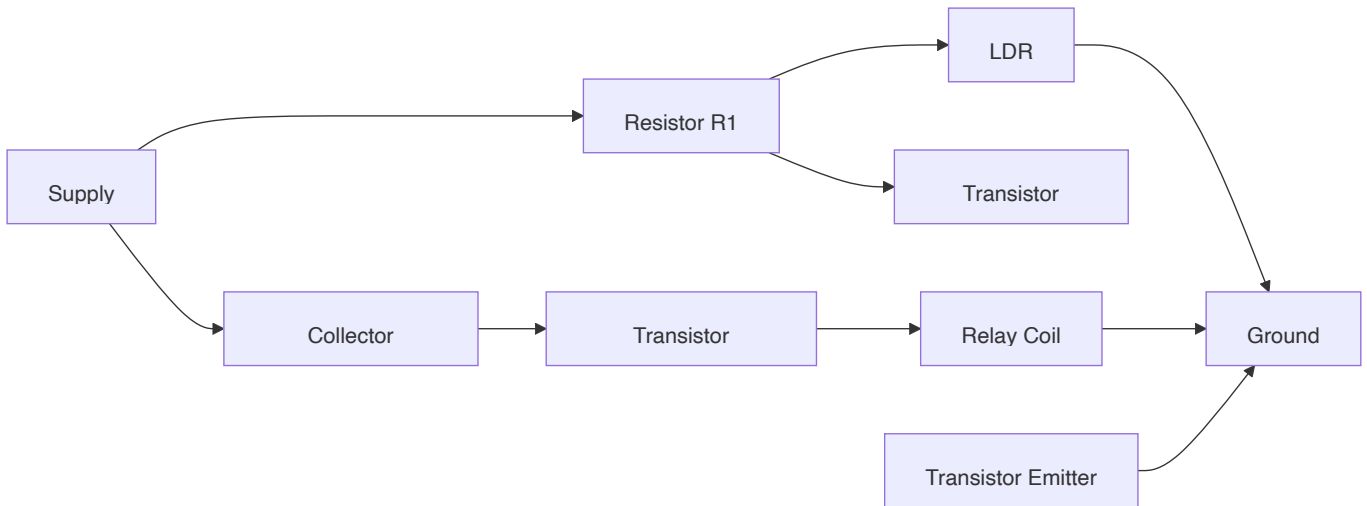 LDR
Resistor R1
Supply
Transistor
Collector
Transistor
Relay Coil
Ground
Transistor Emitter